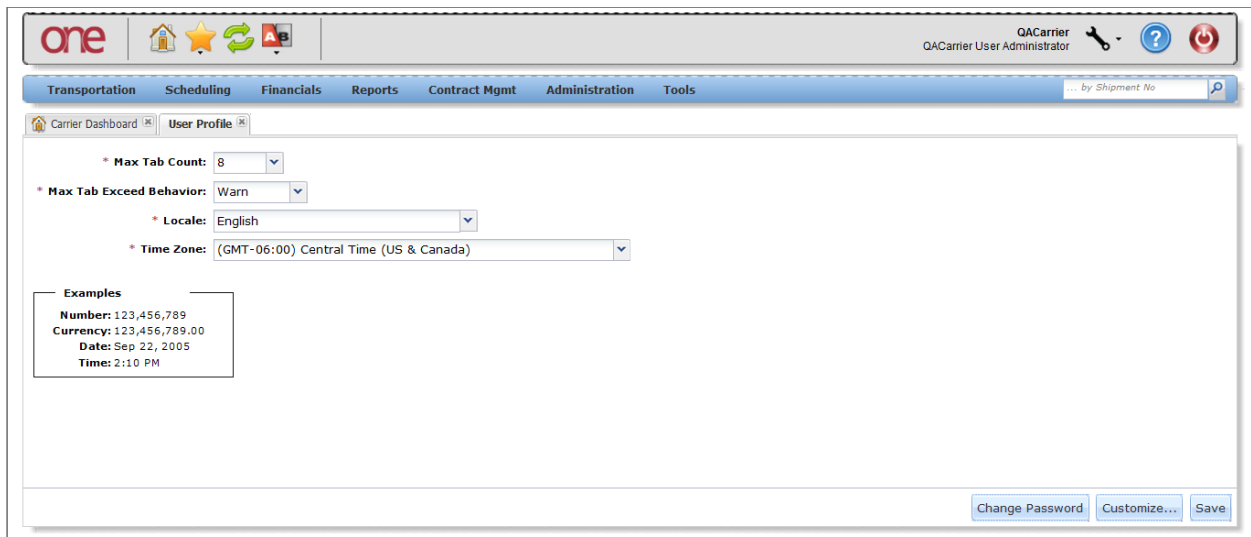 one
AB
QACarrier
QACarrier User Administrator
?
Transportation Scheduling Financials Reports Contract Mgmt Administration Tools ... by Shipment No
Carrier Dashboard User Profile
* Max Tab Count: 8
* Max Tab Exceed Behavior: Warn
* Locale: English
* Time Zone: (GMT-06:00) Central Time (US & Canada)
Examples
Number: 123,456,789
Currency: 123,456,789.00
Date: Sep 22, 2005
Time: 2:10 PM
Change Password Customize... Save